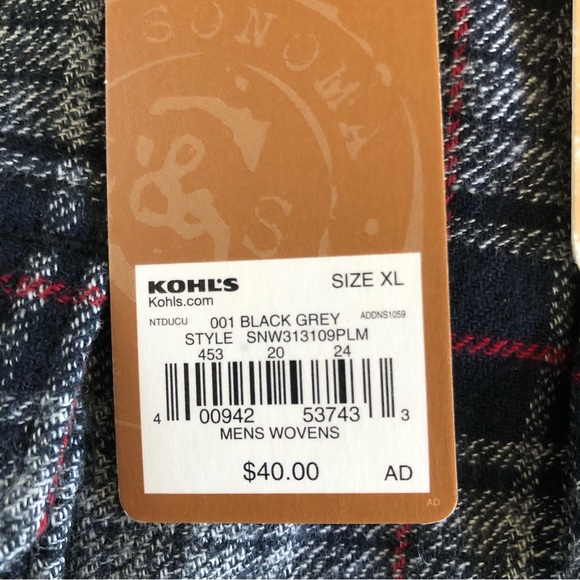 SONOMA
& S
KOHL'S SIZE XL
Kohls.com
NTDUCU 001 BLACK GREY ADDNS1059
STYLE SNW313109PLM
453 20 24
4 00942 53743 3
MENS WOVENS
$40.00 AD
AD